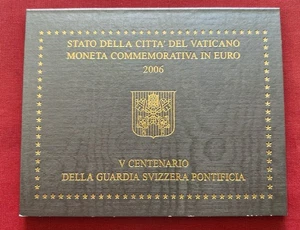 STATO DELLA CITTA' DEL VATICANO
MONETA COMMEMORATIVA IN EURO
2006
V CENTENARIO
DELLA GUARDIA SVIZZERA PONTIFICIA